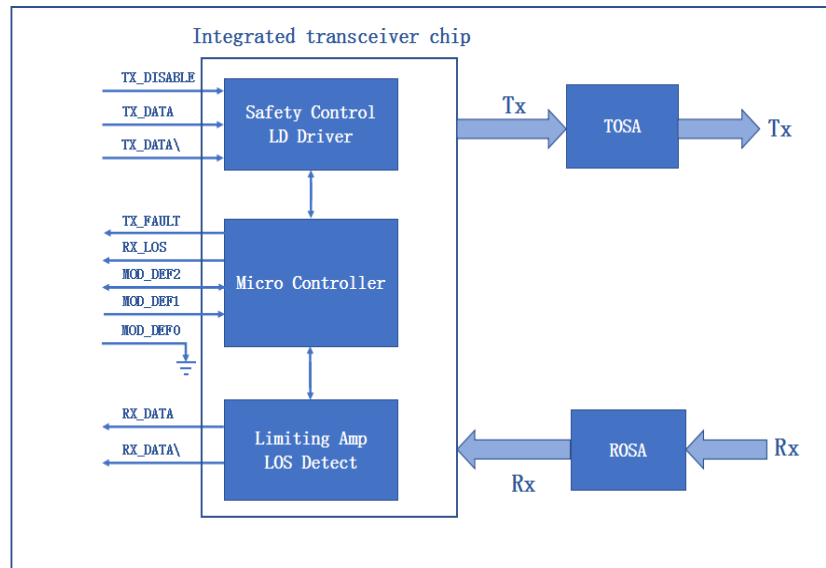 Integrated transceiver chip
TX_DISABLE
TX_DATA
TX_DATA\
Safety Control
LD Driver
Tx
TOSA
Tx
TX_FAULT
RX_LOS
MOD_DEF2
MOD_DEF1
MOD_DEF0
Micro Controller
RX_DATA
RX_DATA\
Limiting Amp
LOS Detect
Rx
ROSA
Rx